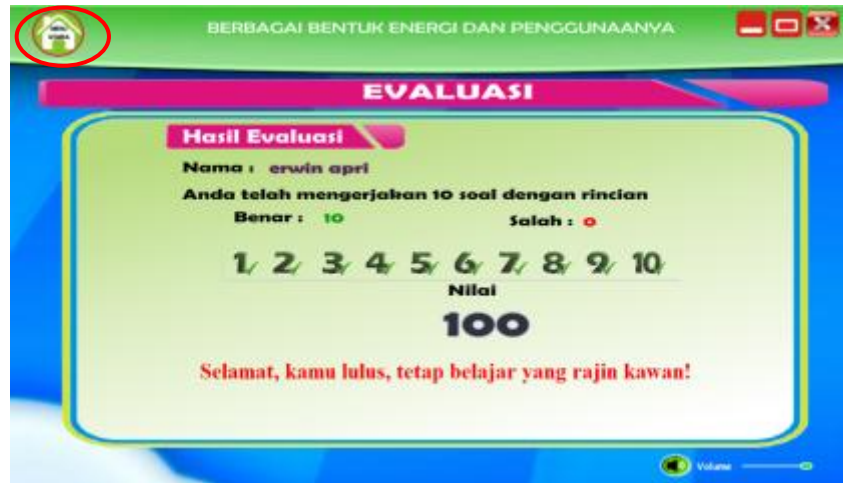 MENU UTAMA
BERBAGAI BENTUK ENERGI DAN PENGGUNAANYA
EVALUASI
Hasil Evaluasi
Nama : erwin apri
Anda telah mengerjakan 10 soal dengan rincian
Benar : 10 Salah : 0
1 2 3 4 5 6 7 8 9 10
Nilai
100
Selamat, kamu lulus, tetap belajar yang rajin kawan!
Volume